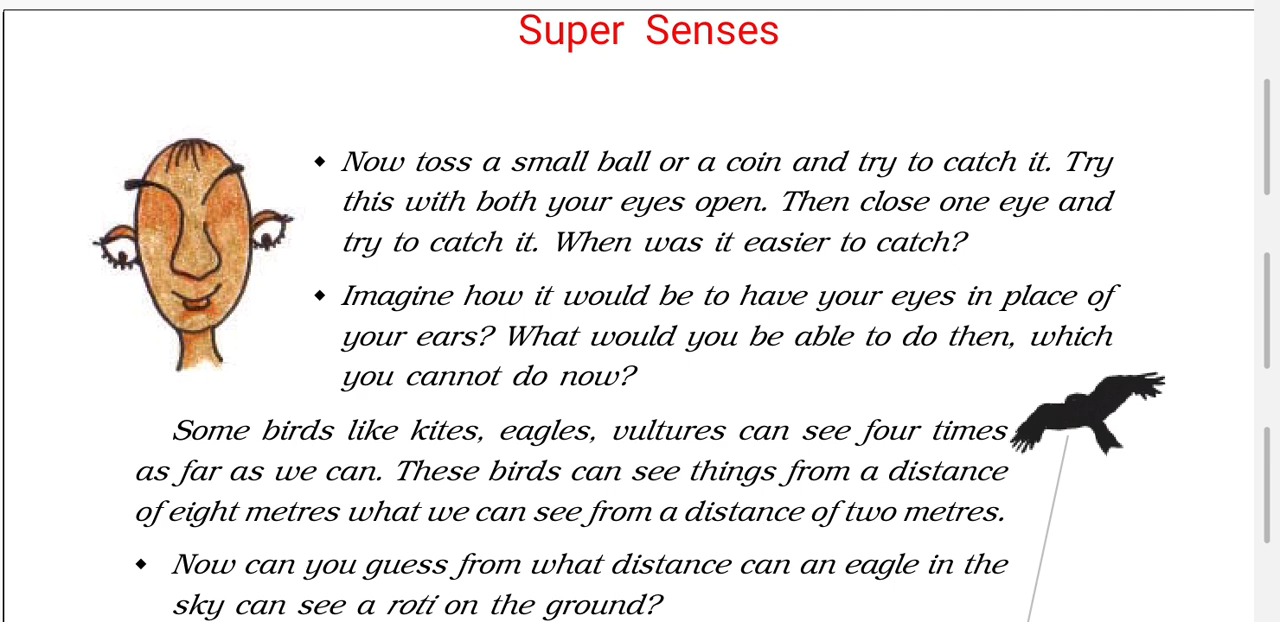 Super Senses
◆ Now toss a small ball or a coin and try to catch it. Try
this with both your eyes open. Then close one eye and
try to catch it. When was it easier to catch?
◆ Imagine how it would be to have your eyes in place of
your ears? What would you be able to do then, which
you cannot do now?
Some birds like kites, eagles, vultures can see four times
as far as we can. These birds can see things from a distance
of eight metres what we can see from a distance of two metres.
◆ Now can you guess from what distance can an eagle in the
sky can see a roti on the ground?